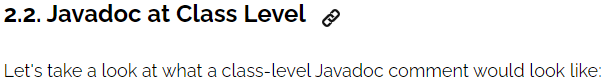 2.2. Javadoc at Class Level
Let's take a look at what a class-level Javadoc comment would look like: